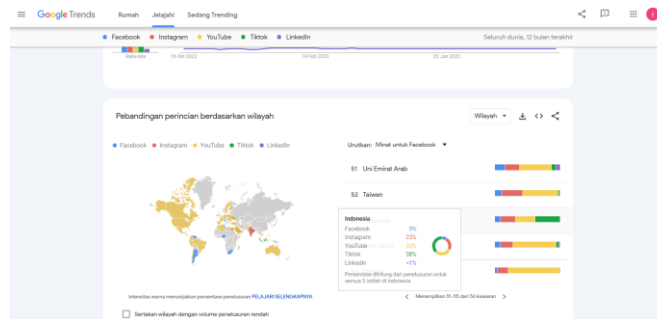 Google Trends
Rumah
Jelajahi
Sedang Trending
Facebook
Instagram
YouTube
Tiktok
LinkedIn
Seluruh dunia, 12 bulan terakhir
Rata-rata
16 Okt 2022
19 Feb 2023
25 Jun 2023
Pebandingan perincian berdasarkan wilayah
Wilayah
Facebook
Instagram
YouTube
Tiktok
LinkedIn
Urutkan: Minat untuk Facebook
51 Uni Emirat Arab
52 Taiwan
Indonesia
Facebook 9%
Instagram 23%
YouTube 30%
Tiktok 38%
LinkedIn <1%
Persentase dihitung dari penelusuran untuk
semua 5 istilah di Indonesia
Intensitas warna menunjukkan persentase penelusuran PELAJARI SELENGKAPNYA
Menampilkan 51-55 dari 56 kawasan
Sertakan wilayah dengan volume penelusuran rendah